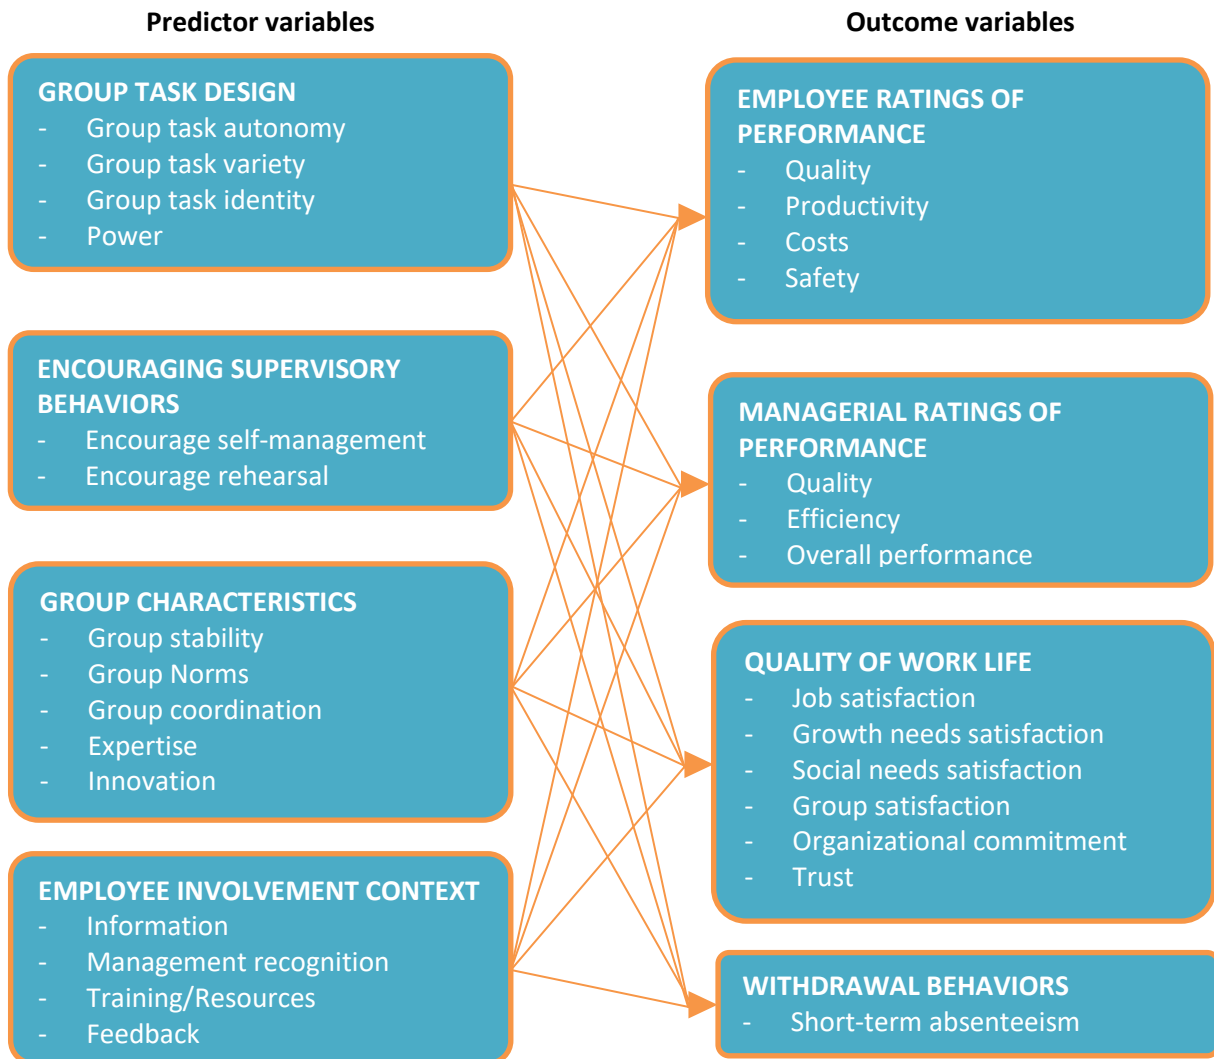 Predictor variables
Outcome variables
GROUP TASK DESIGN
- Group task autonomy
- Group task variety
- Group task identity
- Power
ENCOURAGING SUPERVISORY
BEHAVIORS
- Encourage self-management
- Encourage rehearsal
GROUP CHARACTERISTICS
- Group stability
- Group Norms
- Group coordination
- Expertise
- Innovation
EMPLOYEE INVOLVEMENT CONTEXT
- Information
- Management recognition
- Training/Resources
- Feedback
EMPLOYEE RATINGS OF
PERFORMANCE
- Quality
- Productivity
- Costs
- Safety
MANAGERIAL RATINGS OF
PERFORMANCE
- Quality
- Efficiency
- Overall performance
QUALITY OF WORK LIFE
- Job satisfaction
- Growth needs satisfaction
- Social needs satisfaction
- Group satisfaction
- Organizational commitment
- Trust
WITHDRAWAL BEHAVIORS
- Short-term absenteeism